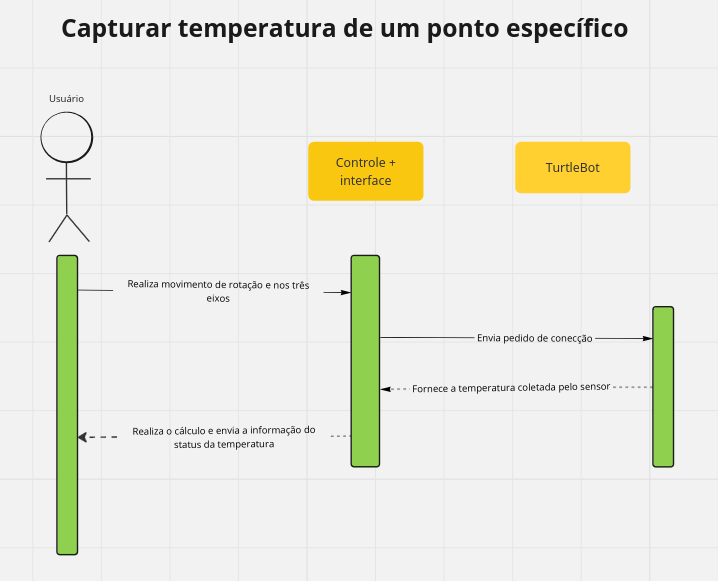 Capturar temperatura de um ponto específico
Usuário
Controle +
interface
TurtleBot
Realiza movimento de rotação e nos três
eixos
Envia pedido de conecção
Fornece a temperatura coletada pelo sensor
Realiza o cálculo e envia a informação do
status da temperatura